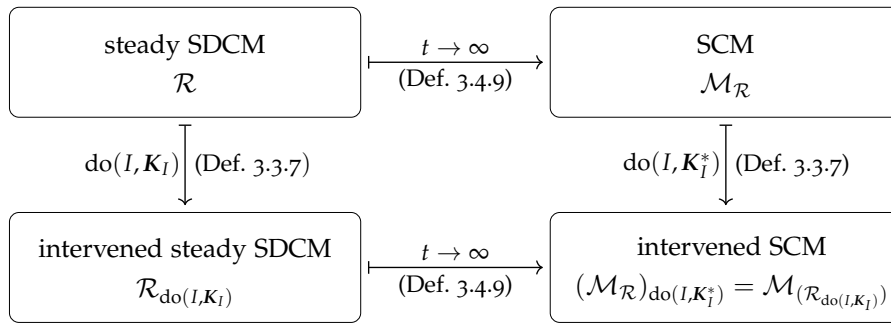 steady SDCM
ℛ
t → ∞
(Def. 3.4.9)
SCM
ℳ_ℛ
do(I, K_I) (Def. 3.3.7)
do(I, K_I^*) (Def. 3.3.7)
intervened steady SDCM
ℛ_do(I,K_I)
t → ∞
(Def. 3.4.9)
intervened SCM
(ℳ_ℛ)_do(I,K_I^*) = ℳ_(ℛ_do(I,K_I))